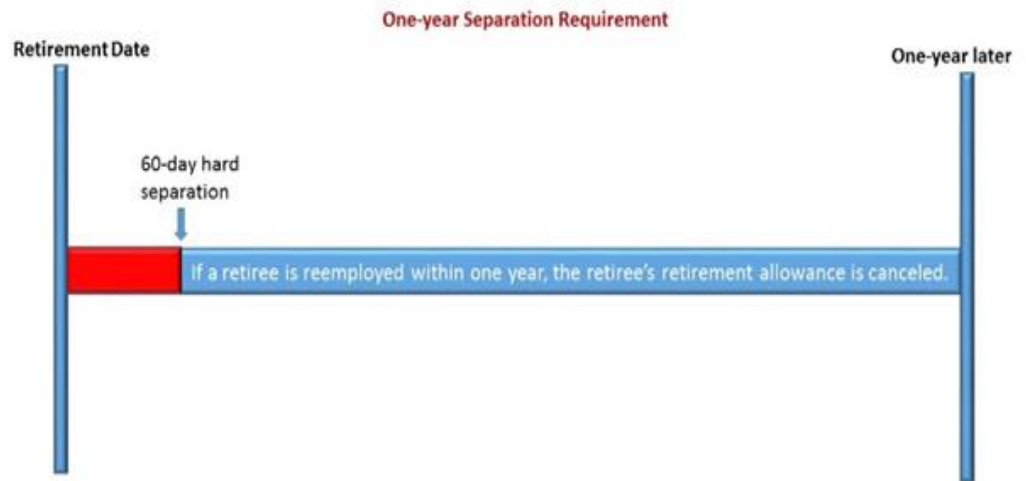 One-year Separation Requirement
Retirement Date
One-year later
60-day hard
separation
If a retiree is reemployed within one year, the retiree's retirement allowance is canceled.